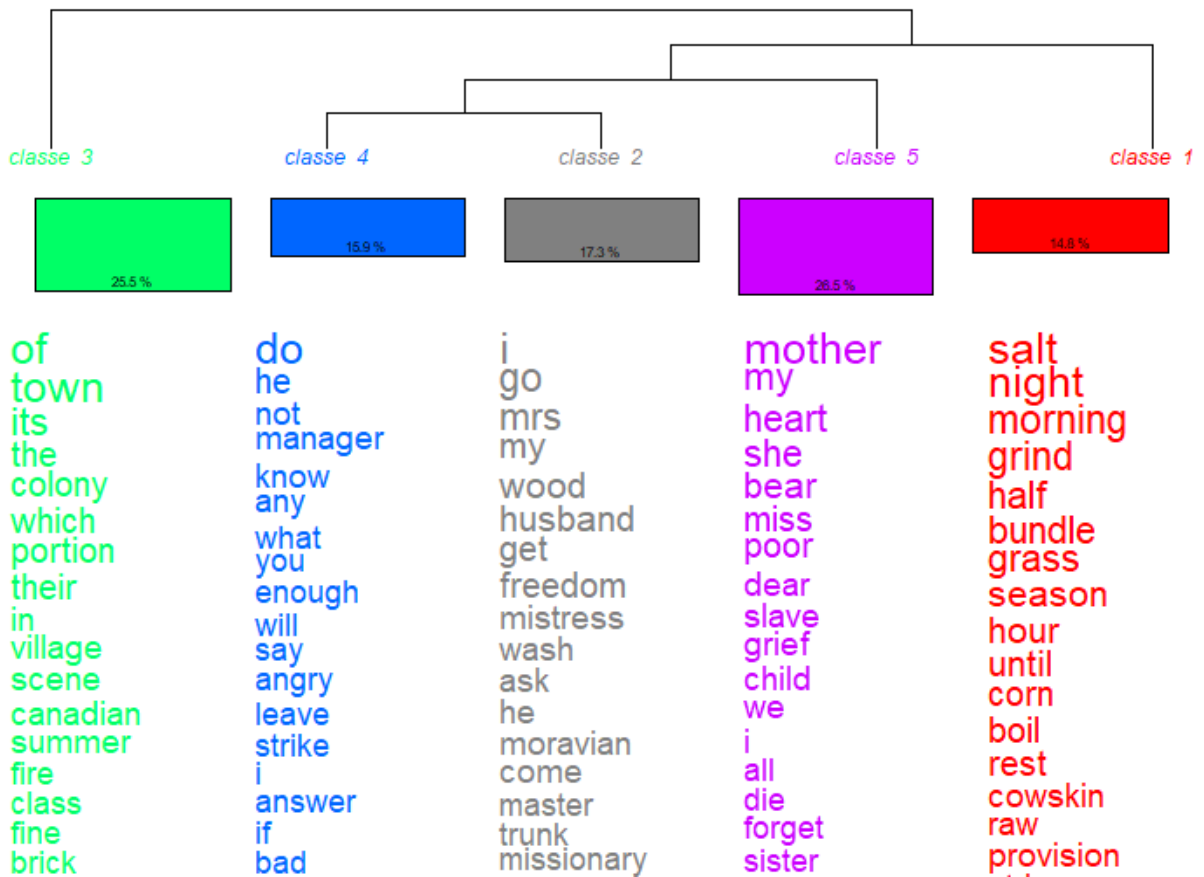 classe 3 classe 4 classe 2 classe 5 classe 1
25.5 % 15.9 % 17.3 % 26.5 % 14.8 %
of
town
its
the
colony
which
portion
their
in
village
scene
canadian
summer
fire
class
fine
brick
do
he
not
manager
know
any
what
you
enough
will
say
angry
leave
strike
i
answer
if
bad
i
go
mrs
my
wood
husband
get
freedom
mistress
wash
ask
he
moravian
come
master
trunk
missionary
mother
my
heart
she
bear
miss
poor
dear
slave
grief
child
we
i
all
die
forget
sister
salt
night
morning
grind
half
bundle
grass
season
hour
until
corn
boil
rest
cowskin
raw
provision